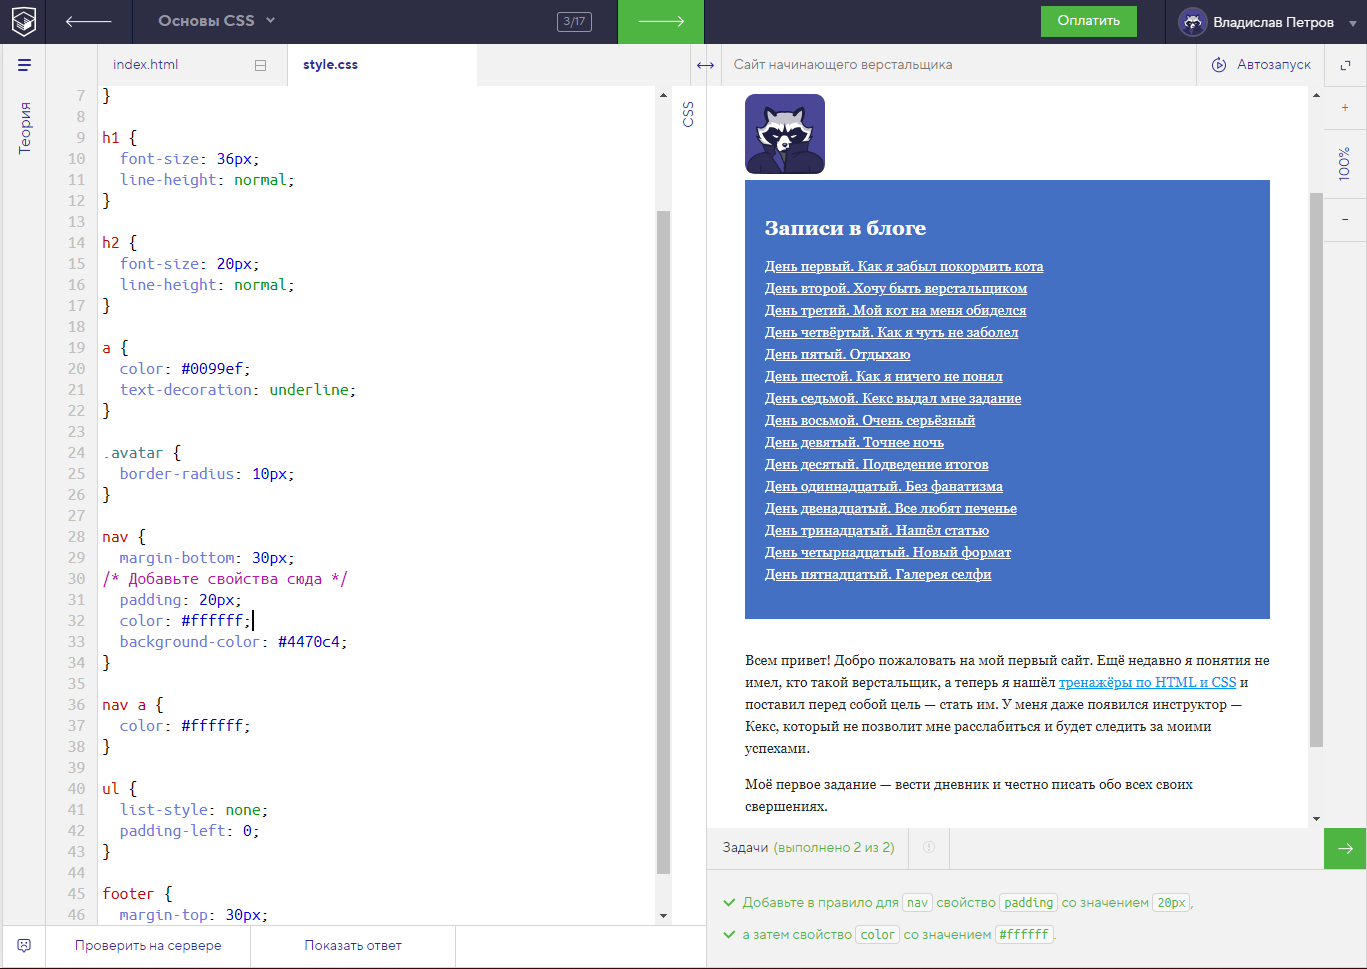 Основы CSS
3/17
Оплатить
Владислав Петров
Теория
index.html
style.css
7 }
8
9 h1 {
10 font-size: 36px;
11 line-height: normal;
12 }
13
14 h2 {
15 font-size: 20px;
16 line-height: normal;
17 }
18
19 a {
20 color: #0099ef;
21 text-decoration: underline;
22 }
23
24 .avatar {
25 border-radius: 10px;
26 }
27
28 nav {
29 margin-bottom: 30px;
30 /* Добавьте свойства сюда */
31 padding: 20px;
32 color: #ffffff;
33 background-color: #4470c4;
34 }
35
36 nav a {
37 color: #ffffff;
38 }
39
40 ul {
41 list-style: none;
42 padding-left: 0;
43 }
44
45 footer {
46 margin-top: 30px;
CSS
Проверить на сервере
Показать ответ
Сайт начинающего верстальщика
Автозапуск
+
100%
-
Записи в блоге
День первый. Как я забыл покормить кота
День второй. Хочу быть верстальщиком
День третий. Мой кот на меня обиделся
День четвёртый. Как я чуть не заболел
День пятый. Отдыхаю
День шестой. Как я ничего не понял
День седьмой. Кекс выдал мне задание
День восьмой. Очень серьёзный
День девятый. Точнее ночь
День десятый. Подведение итогов
День одиннадцатый. Без фанатизма
День двенадцатый. Все любят печенье
День тринадцатый. Нашёл статью
День четырнадцатый. Новый формат
День пятнадцатый. Галерея селфи
Всем привет! Добро пожаловать на мой первый сайт. Ещё недавно я понятия не
имел, кто такой верстальщик, а теперь я нашёл тренажёры по HTML и CSS и
поставил перед собой цель — стать им. У меня даже появился инструктор —
Кекс, который не позволит мне расслабиться и будет следить за моими
успехами.
Моё первое задание — вести дневник и честно писать обо всех своих
свершениях.
Задачи (выполнено 2 из 2)
Добавьте в правило для nav свойство padding со значением 20px,
а затем свойство color со значением #ffffff.